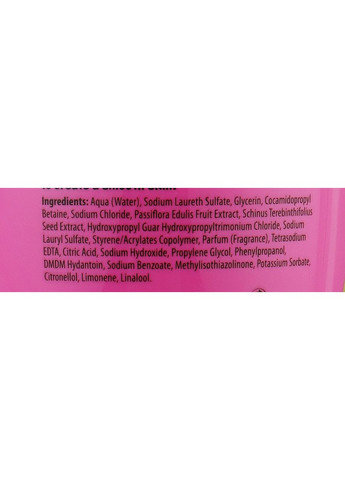 Ingredients: Aqua (Water), Sodium Laureth Sulfate, Glycerin, Cocamidopropyl
Betaine, Sodium Chloride, Passiflora Edulis Fruit Extract, Schinus Terebinthifolius
Seed Extract, Hydroxypropyl Guar Hydroxypropyltrimonium Chloride, Sodium
Lauryl Sulfate, Styrene/Acrylates Copolymer, Parfum (Fragrance), Tetrasodium
EDTA, Citric Acid, Sodium Hydroxide, Propylene Glycol, Phenylpropanol,
DMDM Hydantoin, Sodium Benzoate, Methylisothiazolinone, Potassium Sorbate,
Citronellol, Limonene, Linalool.